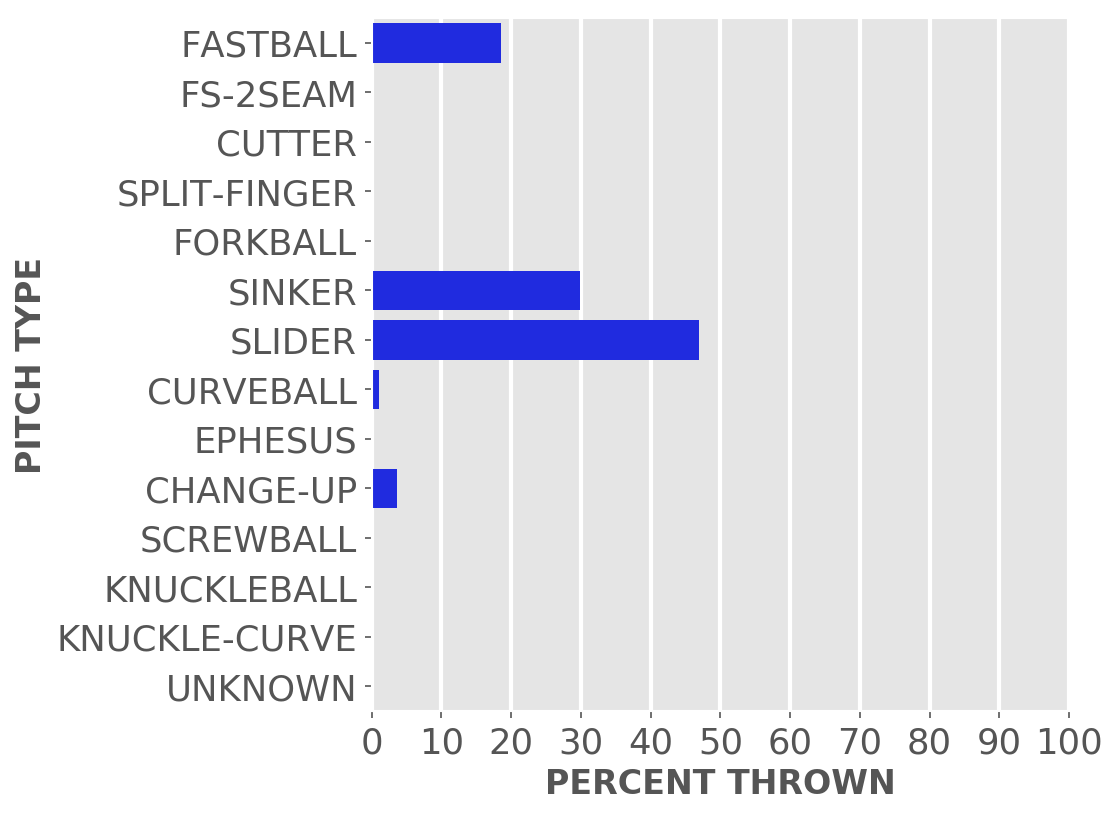 FASTBALL
FS-2SEAM
CUTTER
SPLIT-FINGER
FORKBALL
SINKER
SLIDER
CURVEBALL
EPHESUS
CHANGE-UP
SCREWBALL
KNUCKLEBALL
KNUCKLE-CURVE
UNKNOWN
PITCH TYPE
0 10 20 30 40 50 60 70 80 90 100
PERCENT THROWN